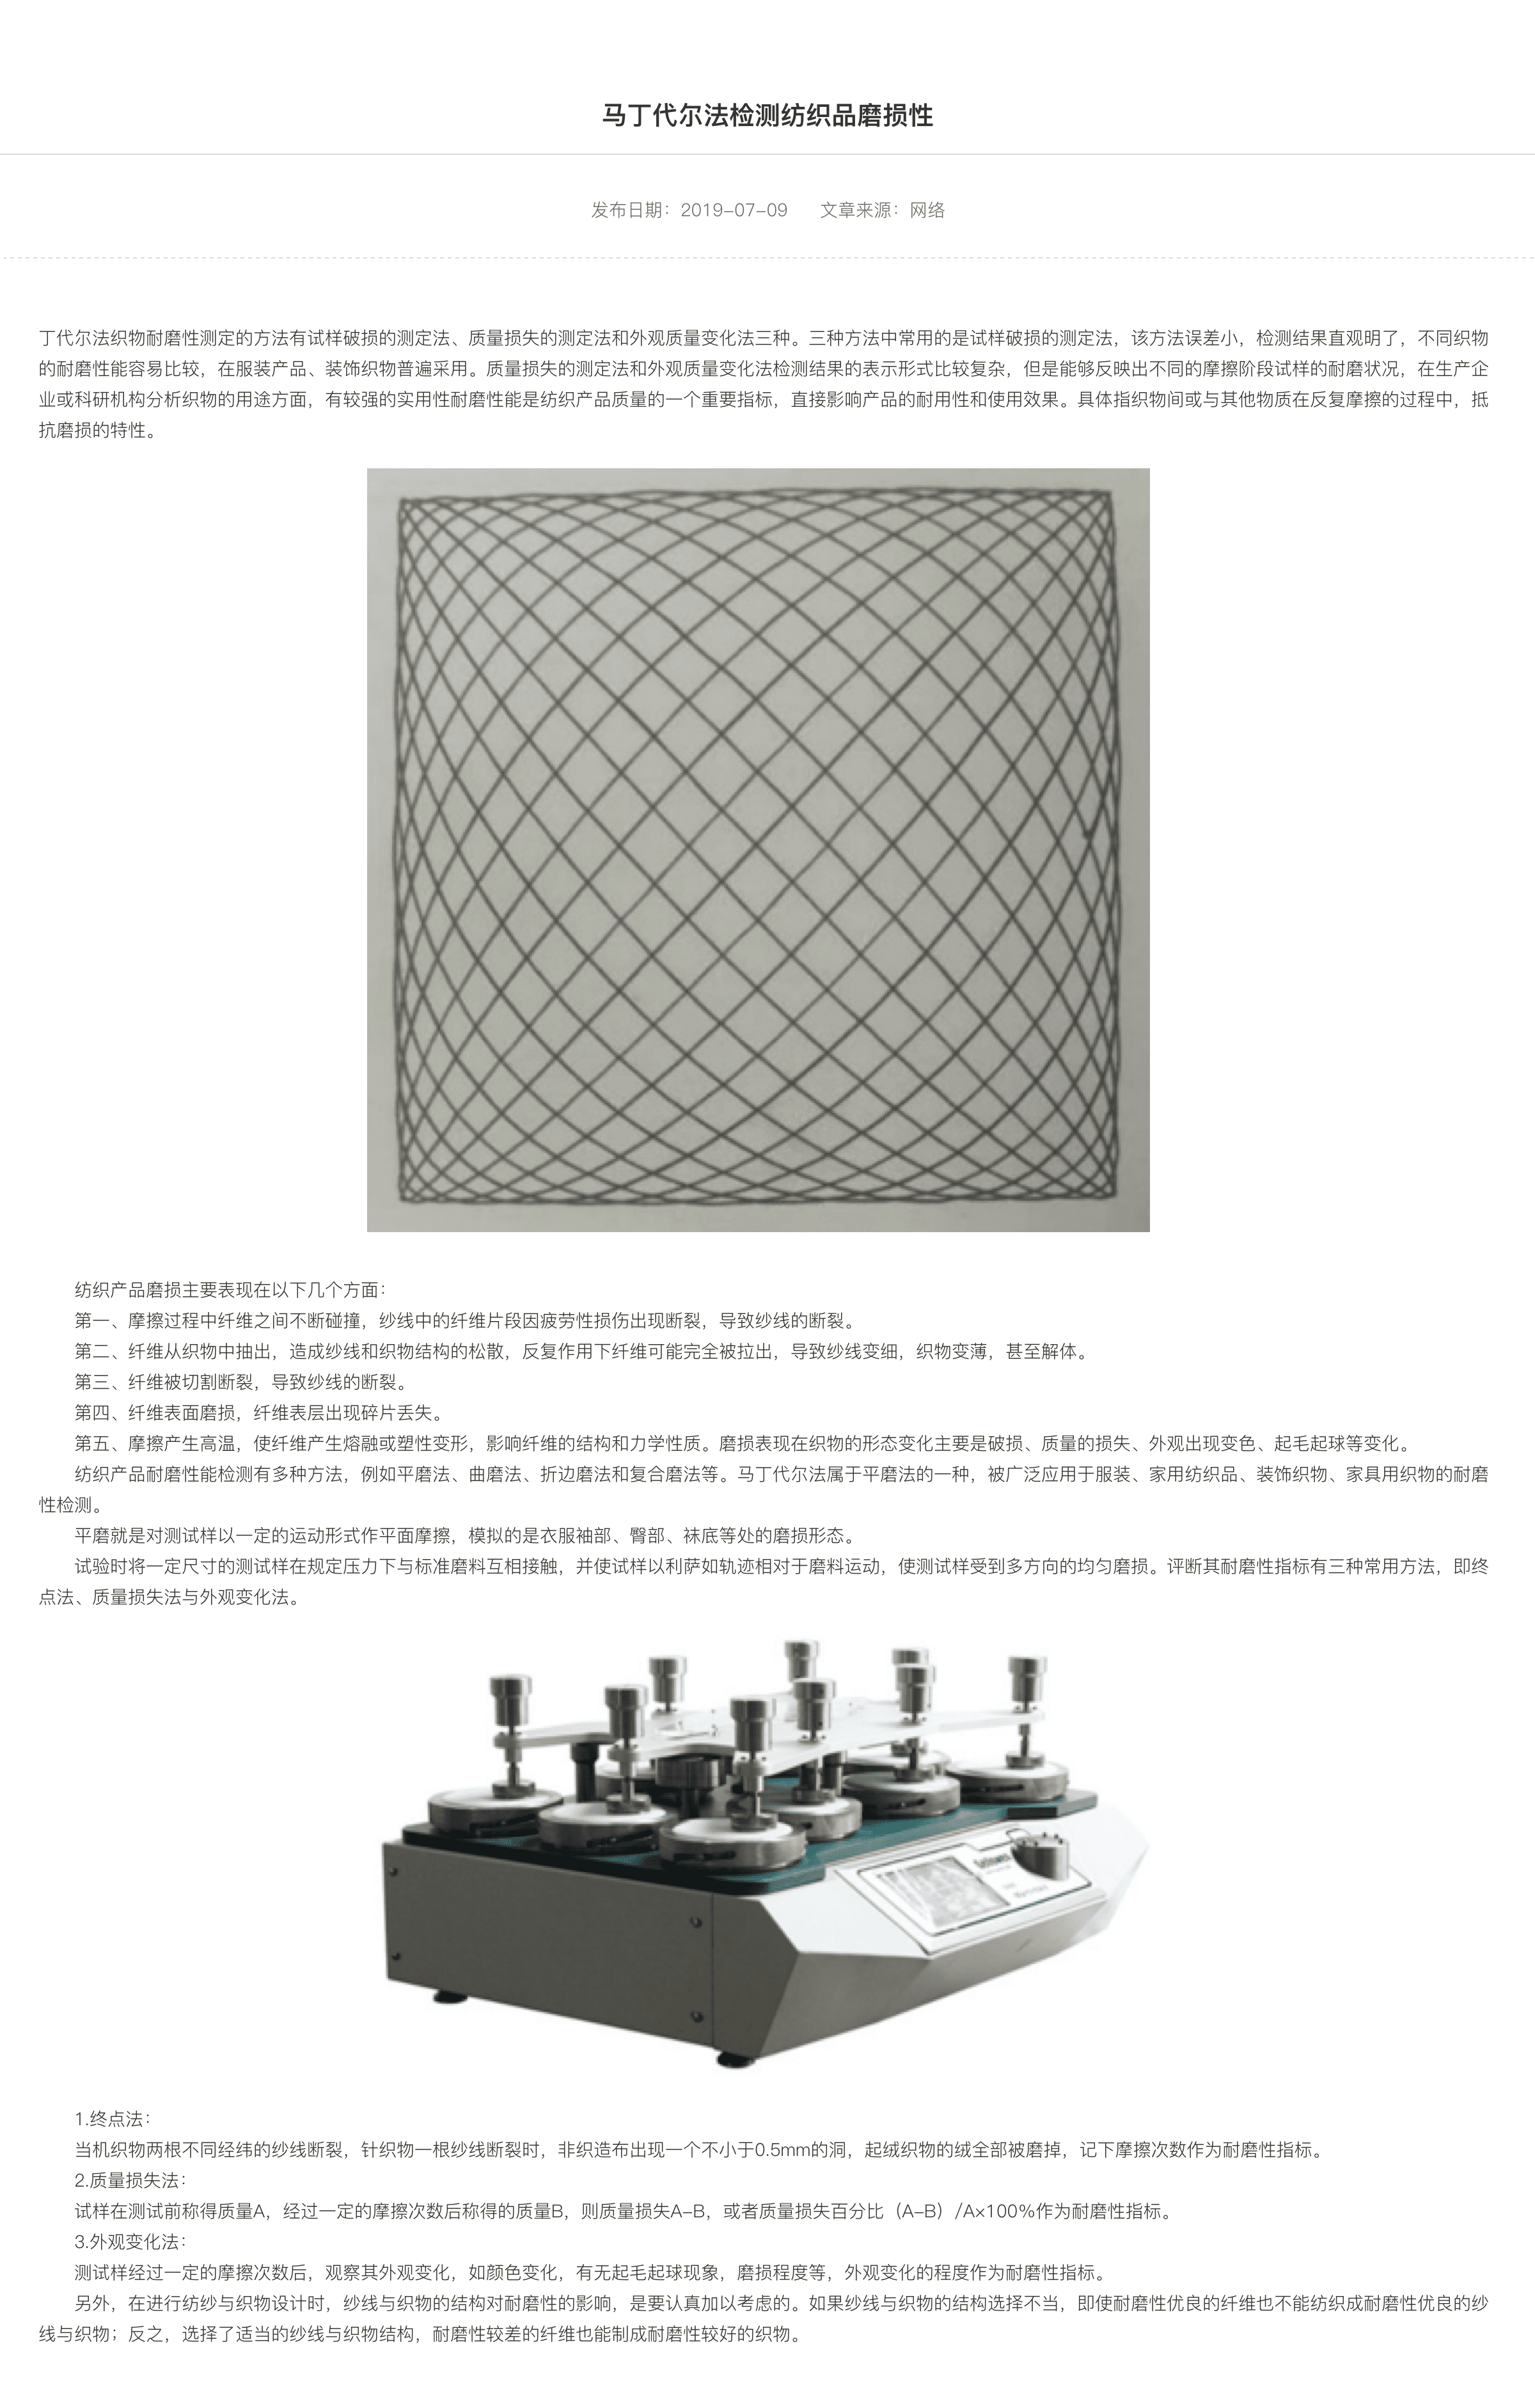 马丁代尔法检测纺织品磨损性
发布日期：2019-07-09 文章来源：网络
丁代尔法织物耐磨性测定的方法有试样破损的测定法、质量损失的测定法和外观质量变化法三种。三种方法中常用的是试样破损的测定法，该方法误差小，检测结果直观明了，不同织物
的耐磨性能容易比较，在服装产品、装饰织物普遍采用。质量损失的测定法和外观质量变化法检测结果的表示形式比较复杂，但是能够反映出不同的摩擦阶段试样的耐磨状况，在生产企
业或科研机构分析织物的用途方面，有较强的实用性耐磨性能是纺织产品质量的一个重要指标，直接影响产品的耐用性和使用效果。具体指织物间或与其他物质在反复摩擦的过程中，抵
抗磨损的特性。
纺织产品磨损主要表现在以下几个方面：
第一、摩擦过程中纤维之间不断碰撞，纱线中的纤维片段因疲劳性损伤出现断裂，导致纱线的断裂。
第二、纤维从织物中抽出，造成纱线和织物结构的松散，反复作用下纤维可能完全被拉出，导致纱线变细，织物变薄，甚至解体。
第三、纤维被切割断裂，导致纱线的断裂。
第四、纤维表面磨损，纤维表层出现碎片丢失。
第五、摩擦产生高温，使纤维产生熔融或塑性变形，影响纤维的结构和力学性质。磨损表现在织物的形态变化主要是破损、质量的损失、外观出现变色、起毛起球等变化。
纺织产品耐磨性能检测有多种方法，例如平磨法、曲磨法、折边磨法和复合磨法等。马丁代尔法属于平磨法的一种，被广泛应用于服装、家用纺织品、装饰织物、家具用织物的耐磨
性检测。
平磨就是对测试样以一定的运动形式作平面摩擦，模拟的是衣服袖部、臀部、袜底等处的磨损形态。
试验时将一定尺寸的测试样在规定压力下与标准磨料互相接触，并使试样以利萨如轨迹相对于磨料运动，使测试样受到多方向的均匀磨损。评断其耐磨性指标有三种常用方法，即终
点法、质量损失法与外观变化法。
1.终点法：
当机织物两根不同经纬的纱线断裂，针织物一根纱线断裂时，非织造布出现一个不小于0.5mm的洞，起绒织物的绒全部被磨掉，记下摩擦次数作为耐磨性指标。
2.质量损失法：
试样在测试前称得质量A，经过一定的摩擦次数后称得的质量B，则质量损失A-B，或者质量损失百分比（A-B）/A×100%作为耐磨性指标。
3.外观变化法：
测试样经过一定的摩擦次数后，观察其外观变化，如颜色变化，有无起毛起球现象，磨损程度等，外观变化的程度作为耐磨性指标。
另外，在进行纺纱与织物设计时，纱线与织物的结构对耐磨性的影响，是要认真加以考虑的。如果纱线与织物的结构选择不当，即使耐磨性优良的纤维也不能纺织成耐磨性优良的纱
线与织物；反之，选择了适当的纱线与织物结构，耐磨性较差的纤维也能制成耐磨性较好的织物。